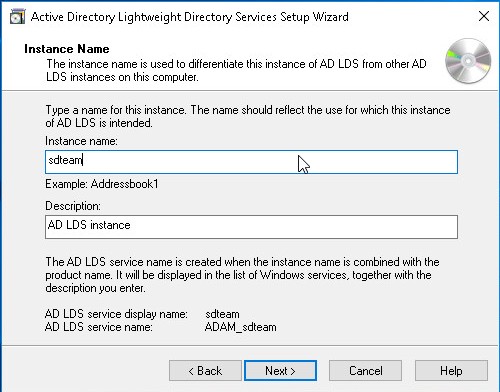 Active Directory Lightweight Directory Services Setup Wizard
Instance Name
The instance name is used to differentiate this instance of AD LDS from other AD
LDS instances on this computer.
Type a name for this instance. The name should reflect the use for which this instance
of AD LDS is intended.
Instance name:
sdteam
Example: Addressbook1
Description:
AD LDS instance
The AD LDS service name is created when the instance name is combined with the
product name. It will be displayed in the list of Windows services, together with the
description you enter.
AD LDS service display name: sdteam
AD LDS service name: ADAM_sdteam
< Back Next > Cancel Help